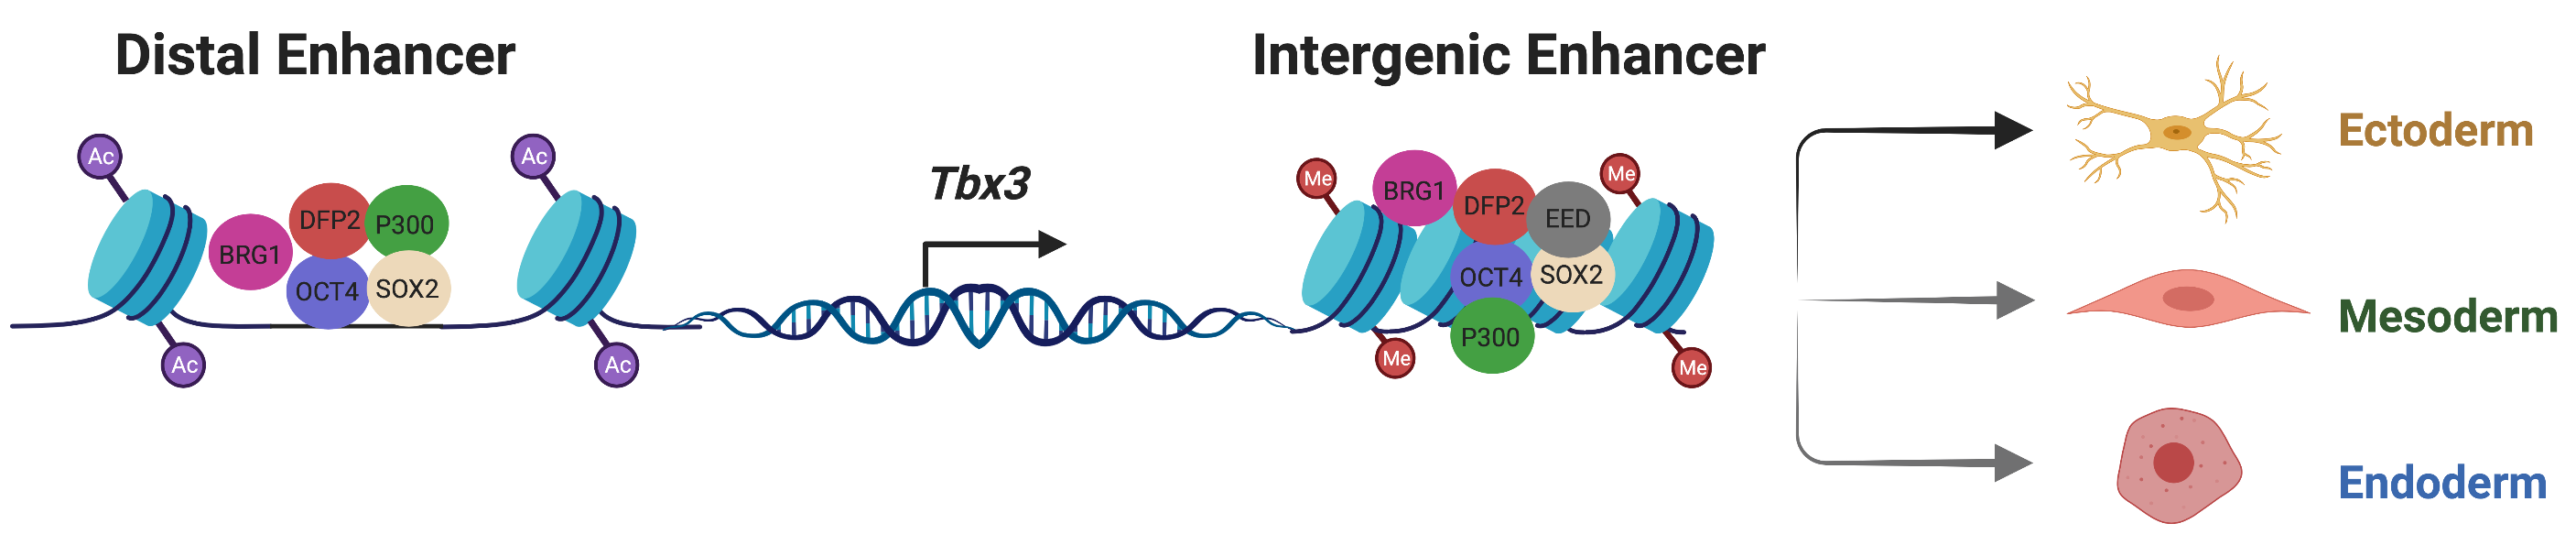 Distal Enhancer
Ac
Ac
BRG1
DFP2
P300
OCT4
SOX2
Ac
Ac
Tbx3
Intergenic Enhancer
Me
Me
BRG1
DFP2
EED
OCT4
SOX2
P300
Me
Me
Ectoderm
Mesoderm
Endoderm